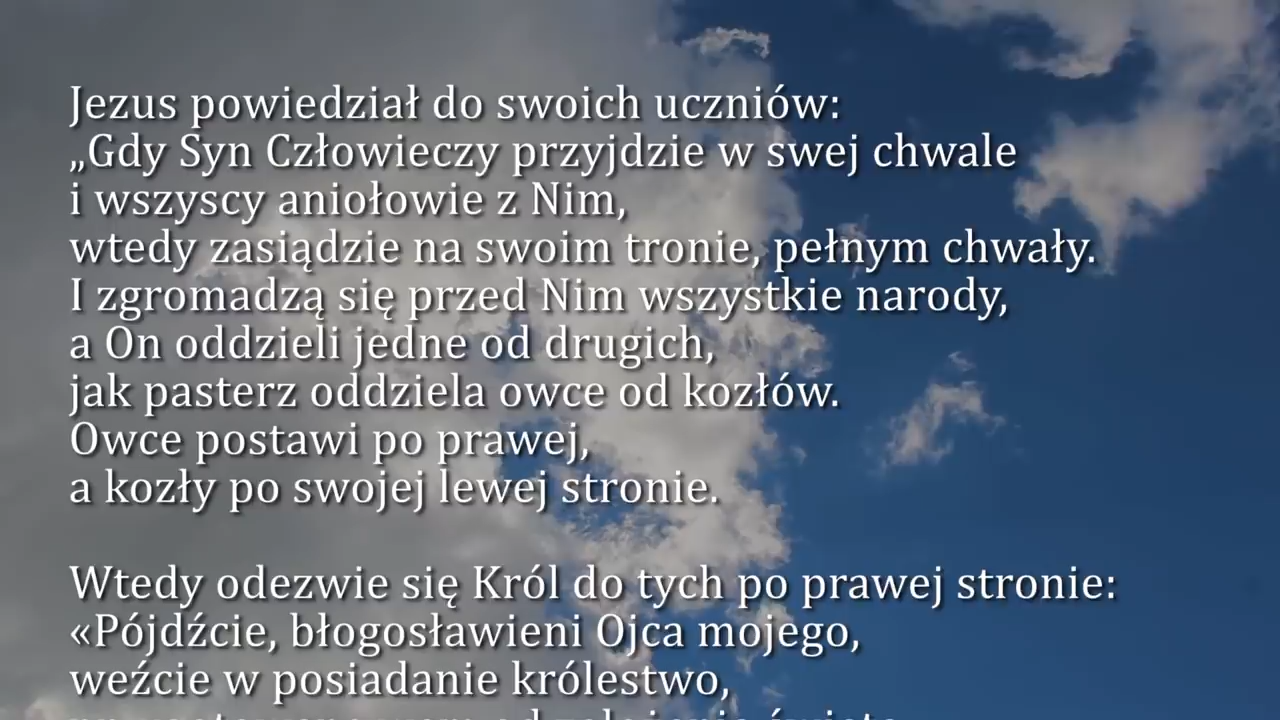 Jezus powiedział do swoich uczniów:
„Gdy Syn Człowieczy przyjdzie w swej chwale
i wszyscy aniołowie z Nim,
wtedy zasiądzie na swoim tronie, pełnym chwały.
I zgromadzą się przed Nim wszystkie narody,
a On oddzieli jedne od drugich,
jak pasterz oddziela owce od kozłów.
Owce postawi po prawej,
a kozły po swojej lewej stronie.
Wtedy odezwie się Król do tych po prawej stronie:
«Pójdźcie, błogosławieni Ojca mojego,
weźcie w posiadanie królestwo,